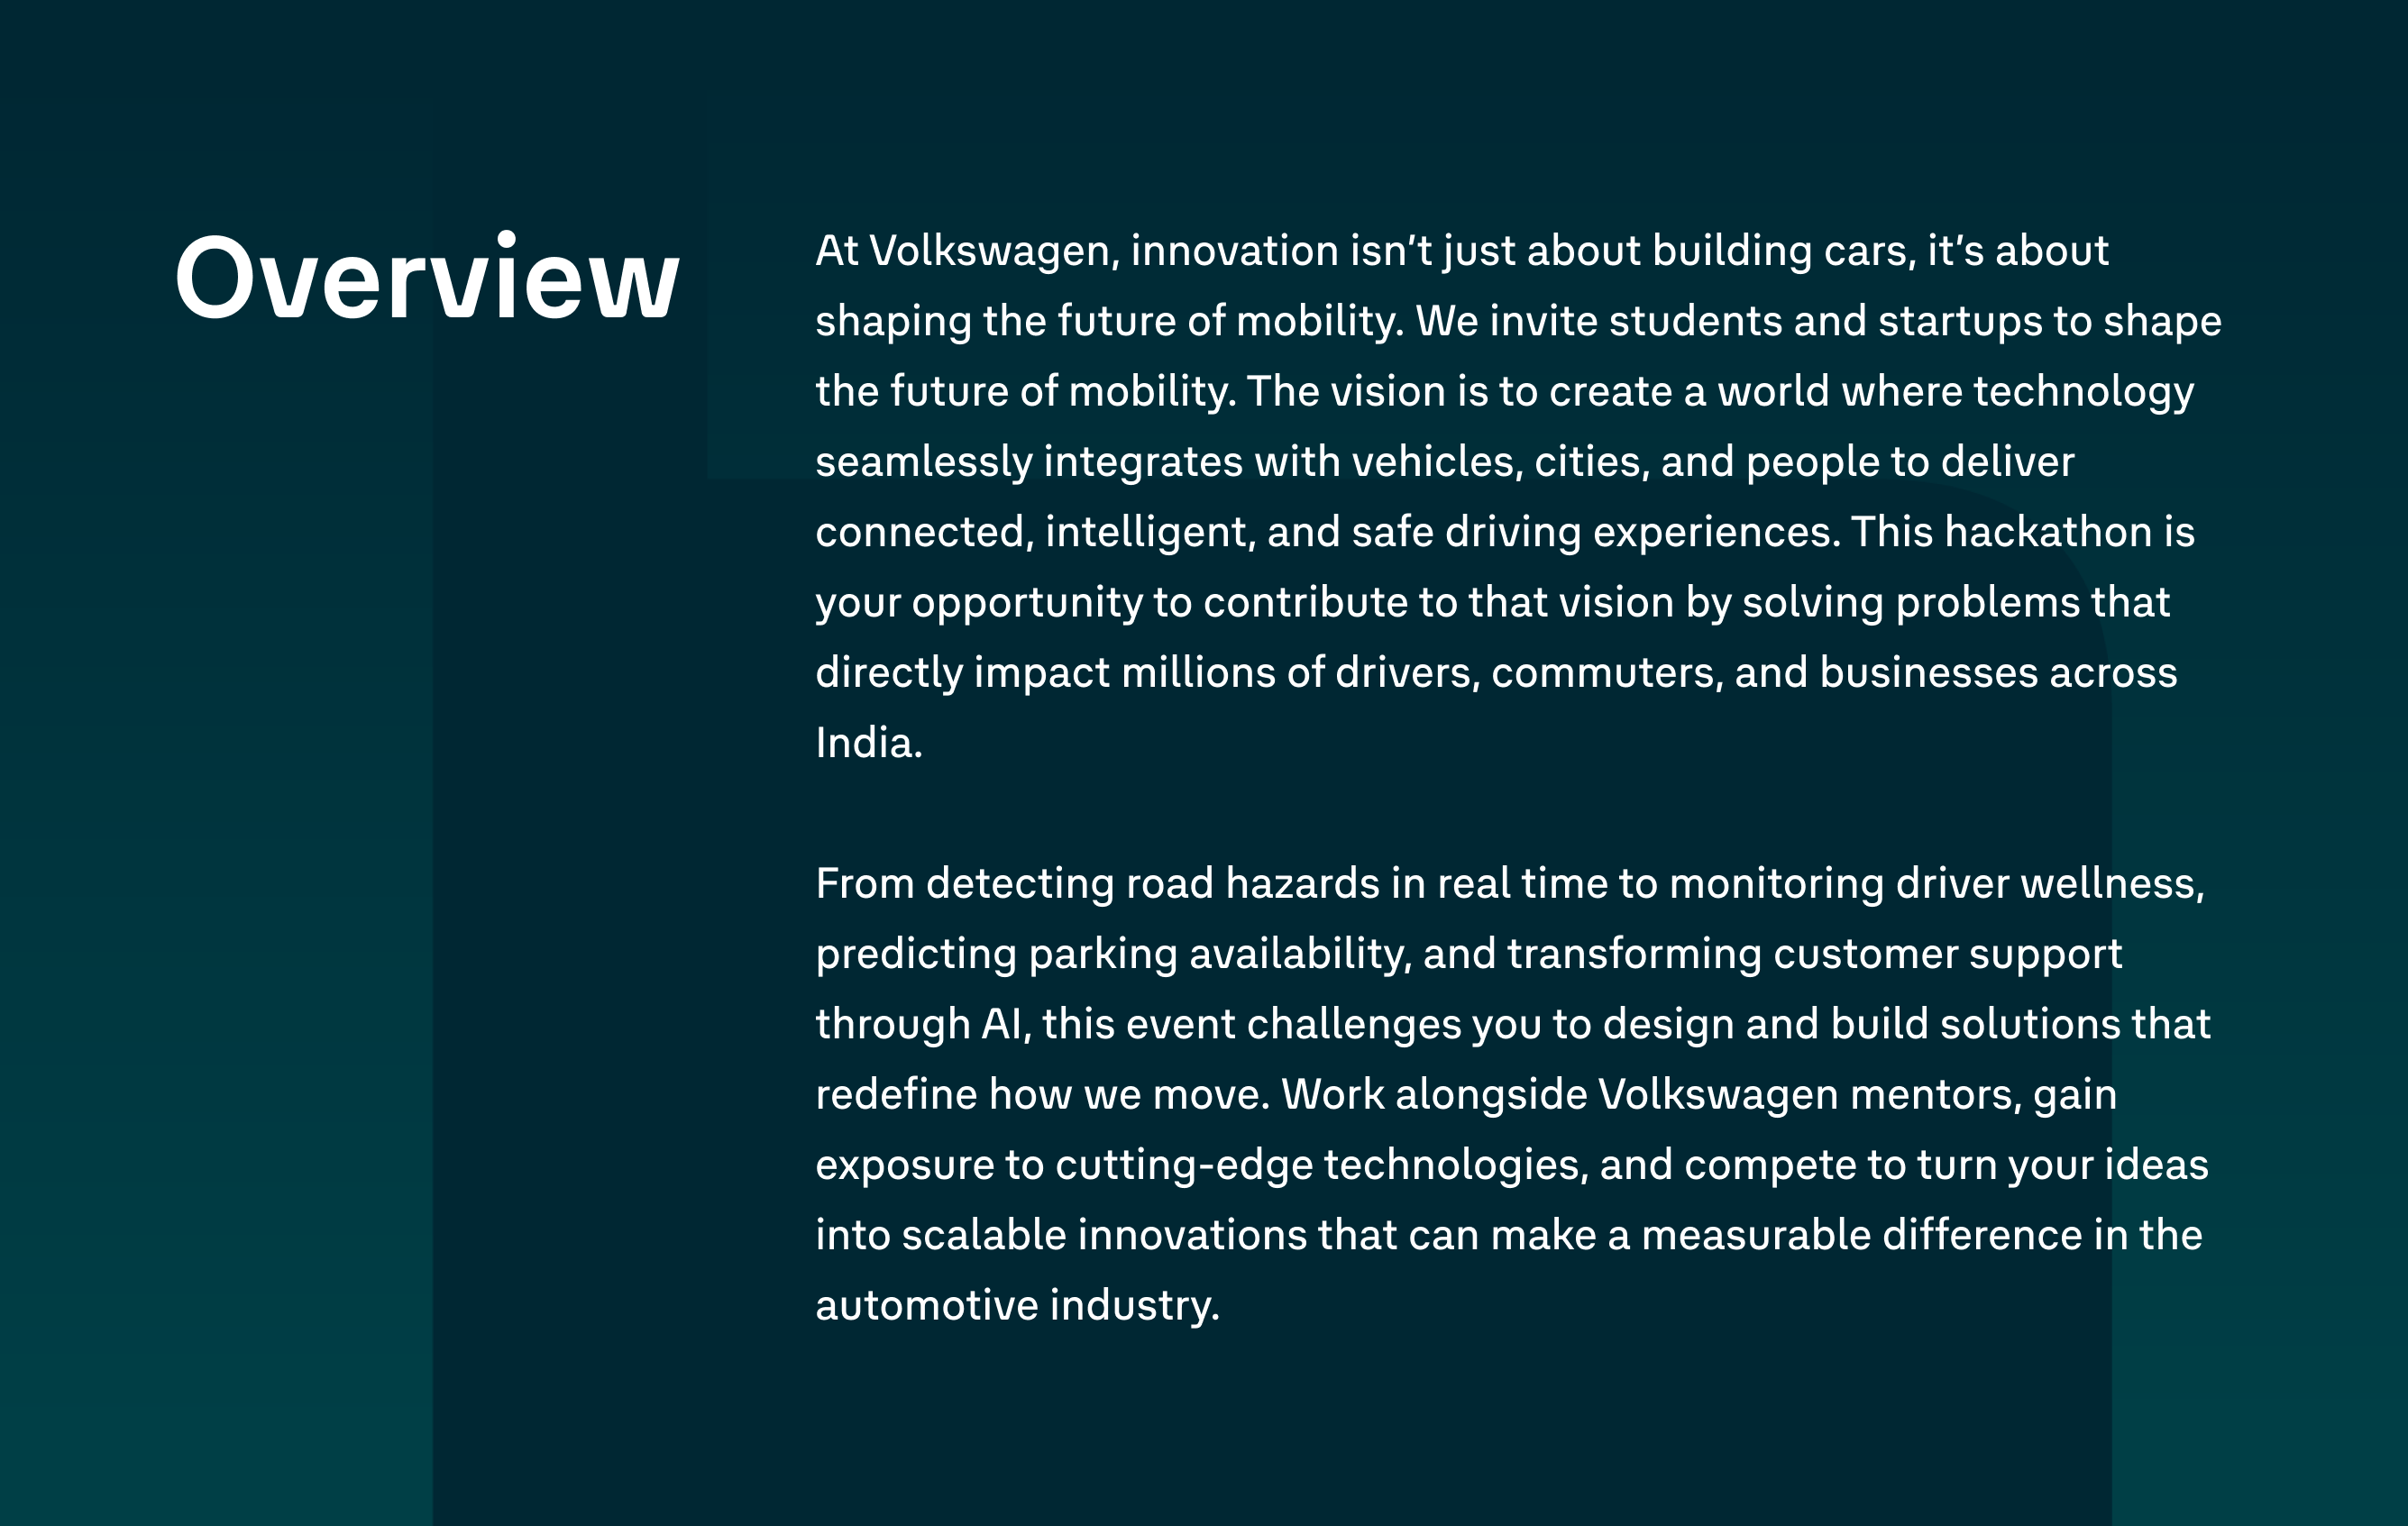 Overview
At Volkswagen, innovation isn’t just about building cars, it’s about
shaping the future of mobility. We invite students and startups to shape
the future of mobility. The vision is to create a world where technology
seamlessly integrates with vehicles, cities, and people to deliver
connected, intelligent, and safe driving experiences. This hackathon is
your opportunity to contribute to that vision by solving problems that
directly impact millions of drivers, commuters, and businesses across
India.
From detecting road hazards in real time to monitoring driver wellness,
predicting parking availability, and transforming customer support
through AI, this event challenges you to design and build solutions that
redefine how we move. Work alongside Volkswagen mentors, gain
exposure to cutting-edge technologies, and compete to turn your ideas
into scalable innovations that can make a measurable difference in the
automotive industry.